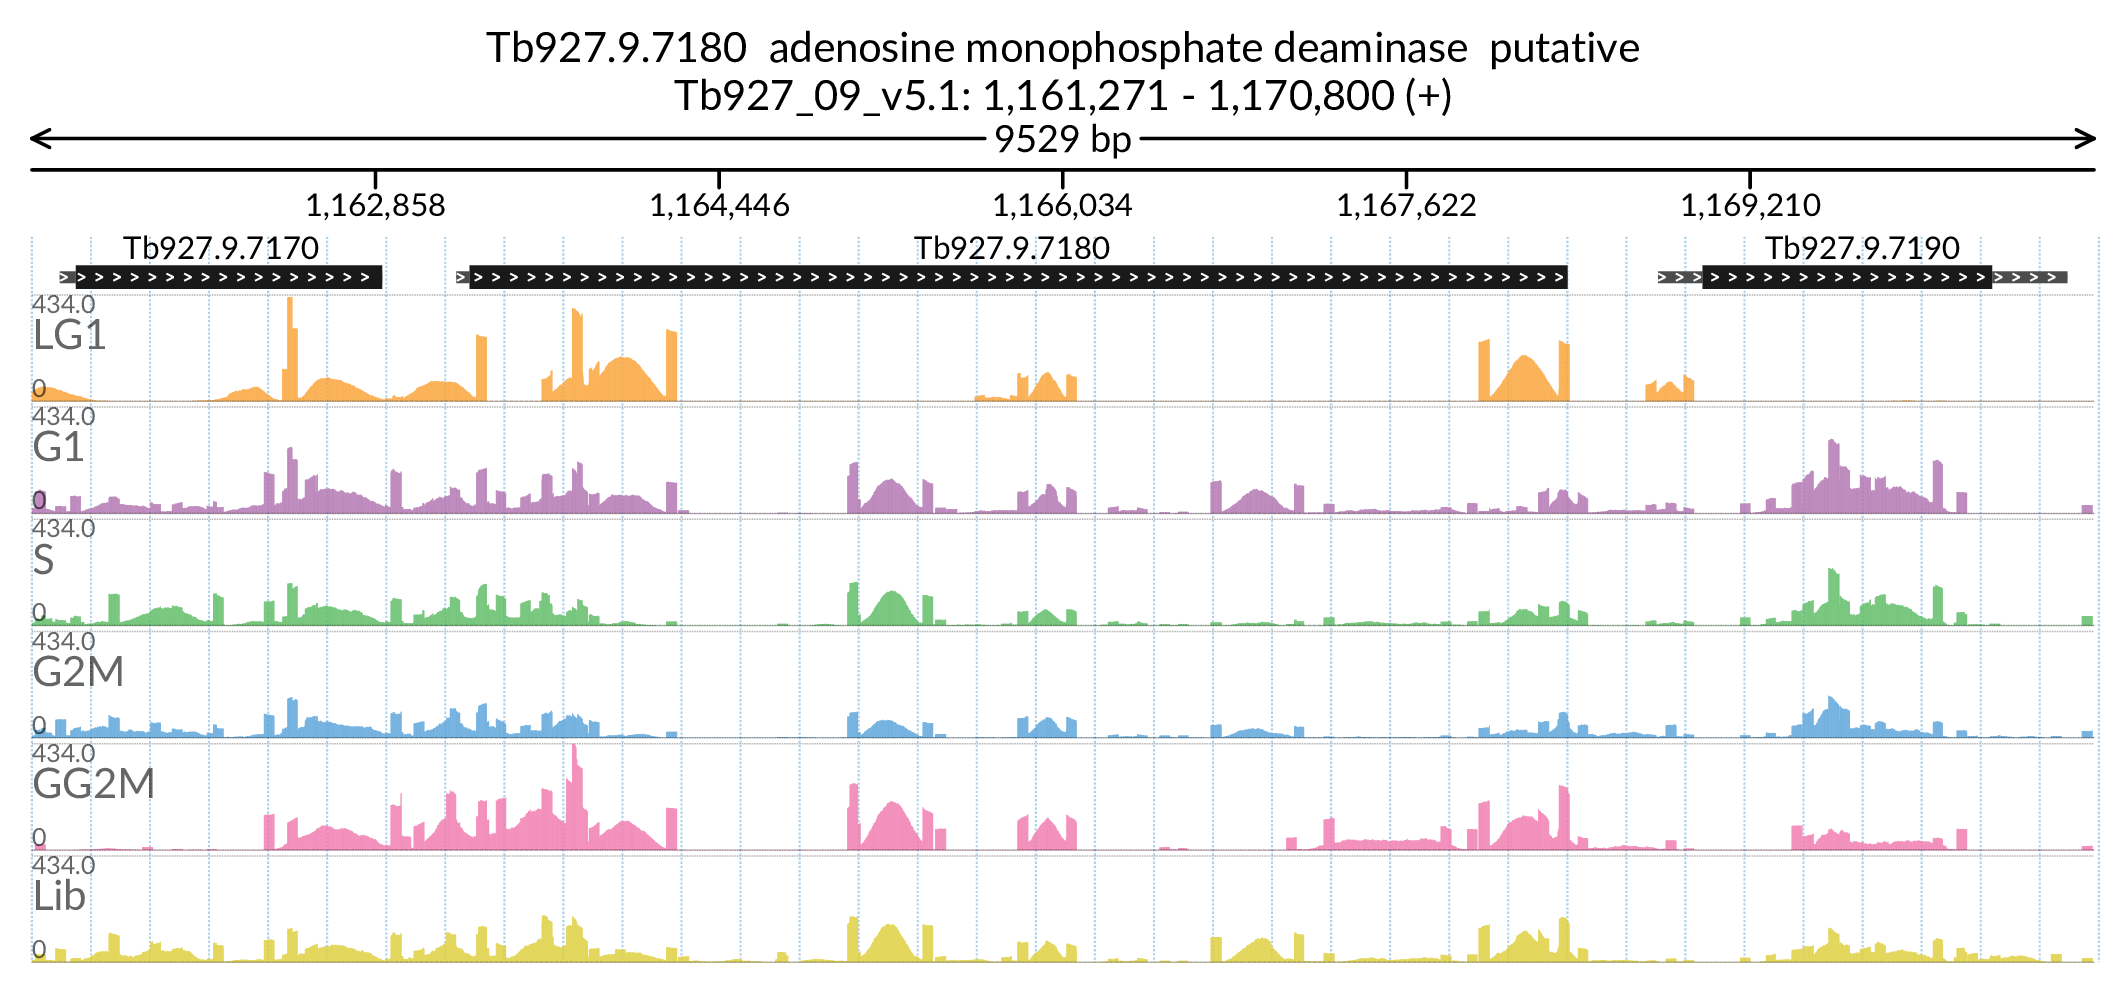 Tb927.9.7180  adenosine monophosphate deaminase  putative
Tb927_09_v5.1: 1,161,271 - 1,170,800 (+)
9529 bp
1,162,858 1,164,446 1,166,034 1,167,622 1,169,210
Tb927.9.7170 Tb927.9.7180 Tb927.9.7190
434.0
LG1
0
434.0
G1
0
434.0
S
0
434.0
G2M
0
434.0
GG2M
0
434.0
Lib
0